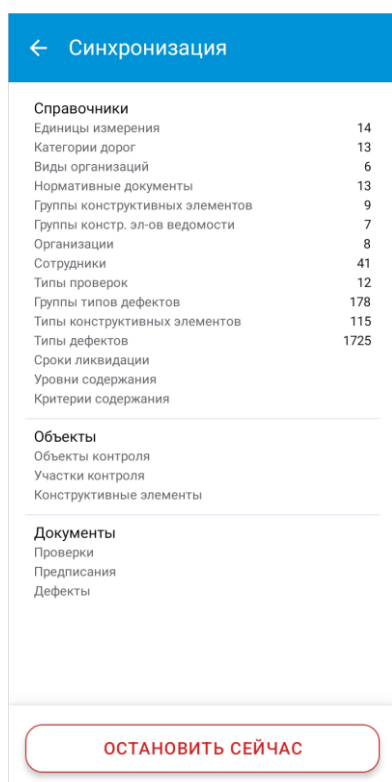 ← Синхронизация
Справочники
Единицы измерения 14
Категории дорог 13
Виды организаций 6
Нормативные документы 13
Группы конструктивных элементов 9
Группы констр. эл-ов ведомости 7
Организации 8
Сотрудники 41
Типы проверок 12
Группы типов дефектов 178
Типы конструктивных элементов 115
Типы дефектов 1725
Сроки ликвидации
Уровни содержания
Критерии содержания
Объекты
Объекты контроля
Участки контроля
Конструктивные элементы
Документы
Проверки
Предписания
Дефекты
ОСТАНОВИТЬ СЕЙЧАС